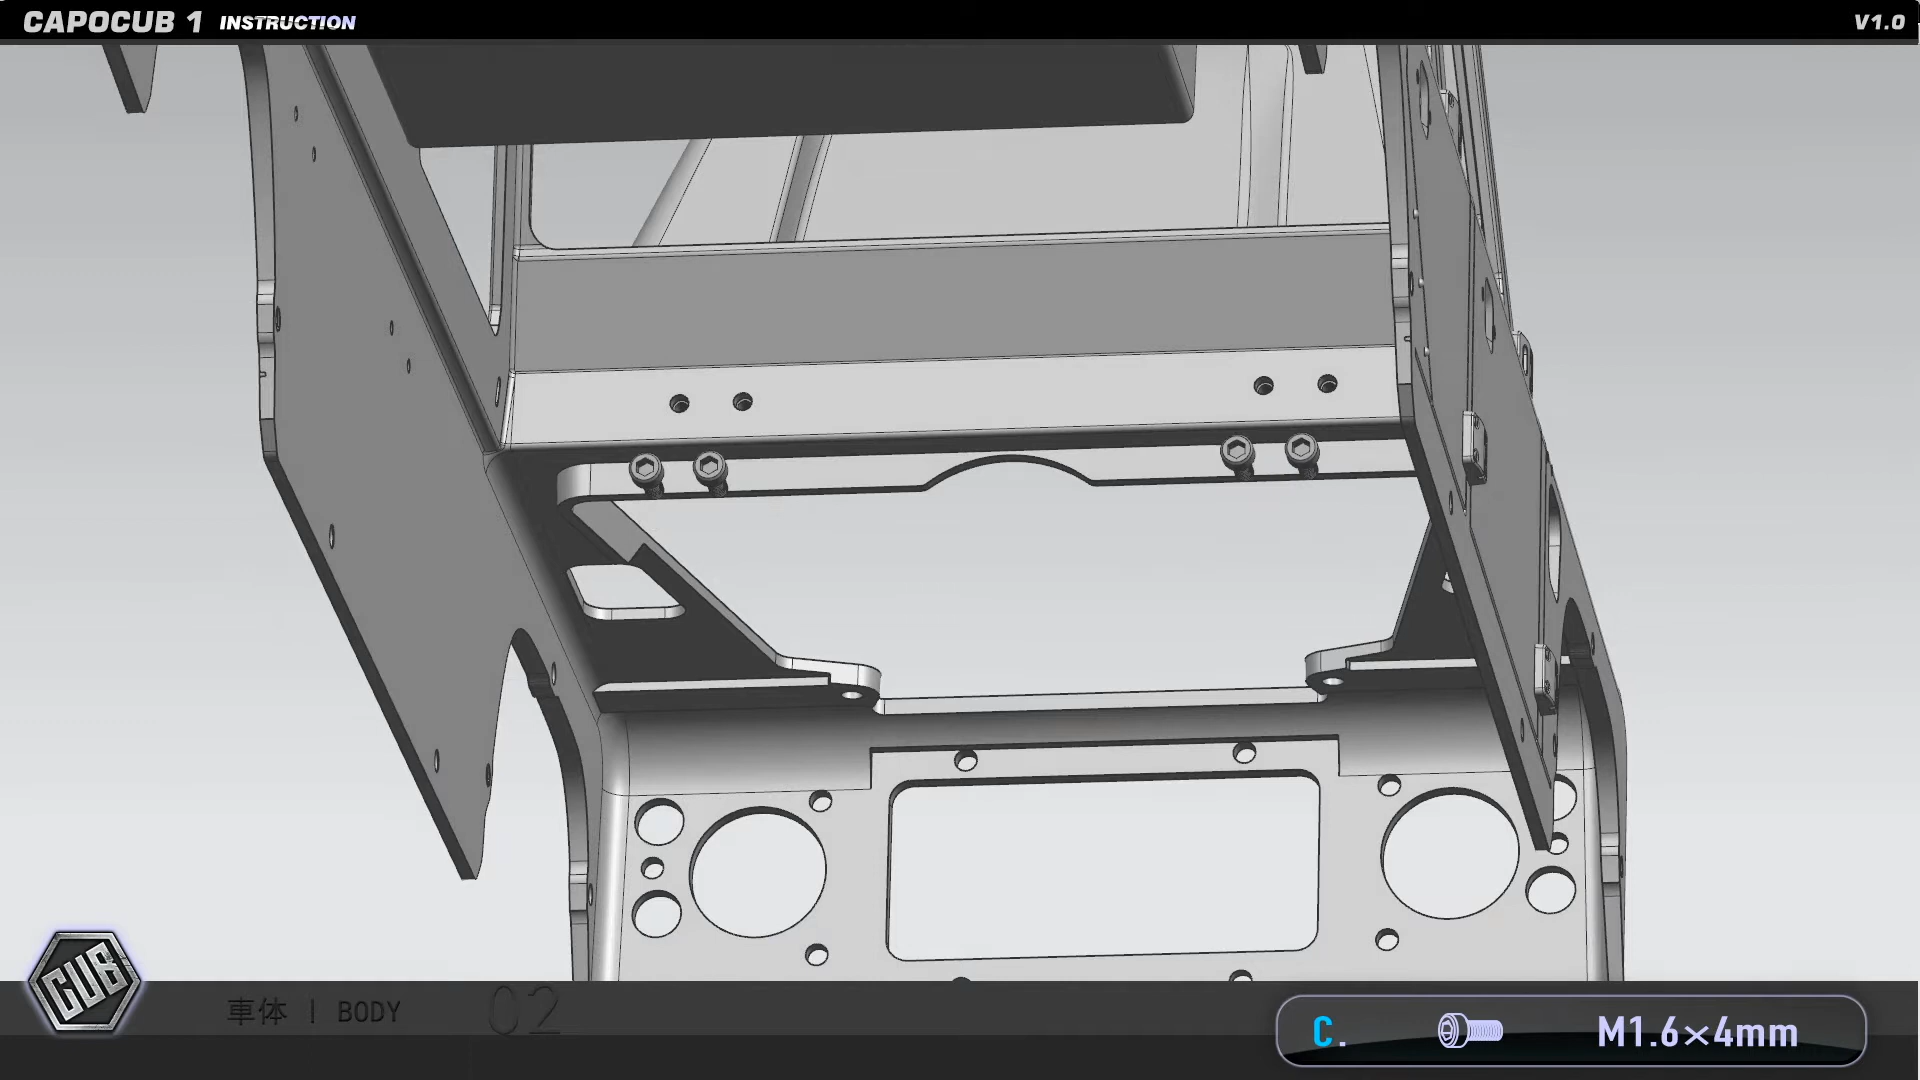 CAPOCUB 1 INSTRUCTION
V1.0
CUB
車体 | BODY 02
C. M1.6×4mm